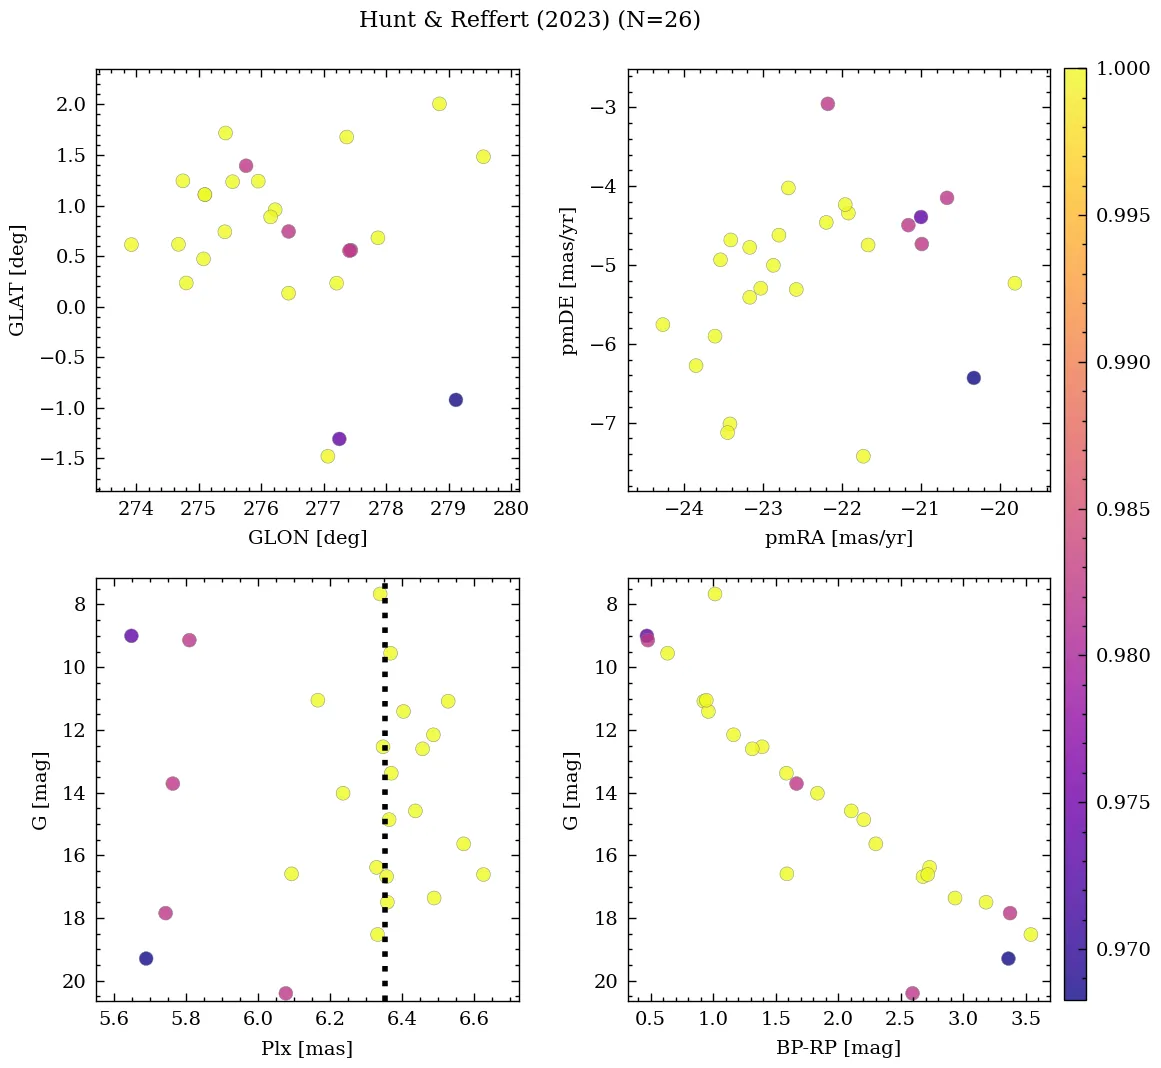 Hunt & Reffert (2023) (N=26)
2.0
1.5
1.0
0.5
0.0
−0.5
−1.0
−1.5
GLAT [deg]
274 275 276 277 278 279 280
GLON [deg]
−3
−4
−5
−6
−7
pmDE [mas/yr]
−24 −23 −22 −21 −20
pmRA [mas/yr]
8
10
12
14
16
18
20
G [mag]
5.6 5.8 6.0 6.2 6.4 6.6
Plx [mas]
8
10
12
14
16
18
20
G [mag]
0.5 1.0 1.5 2.0 2.5 3.0 3.5
BP-RP [mag]
1.000
0.995
0.990
0.985
0.980
0.975
0.970